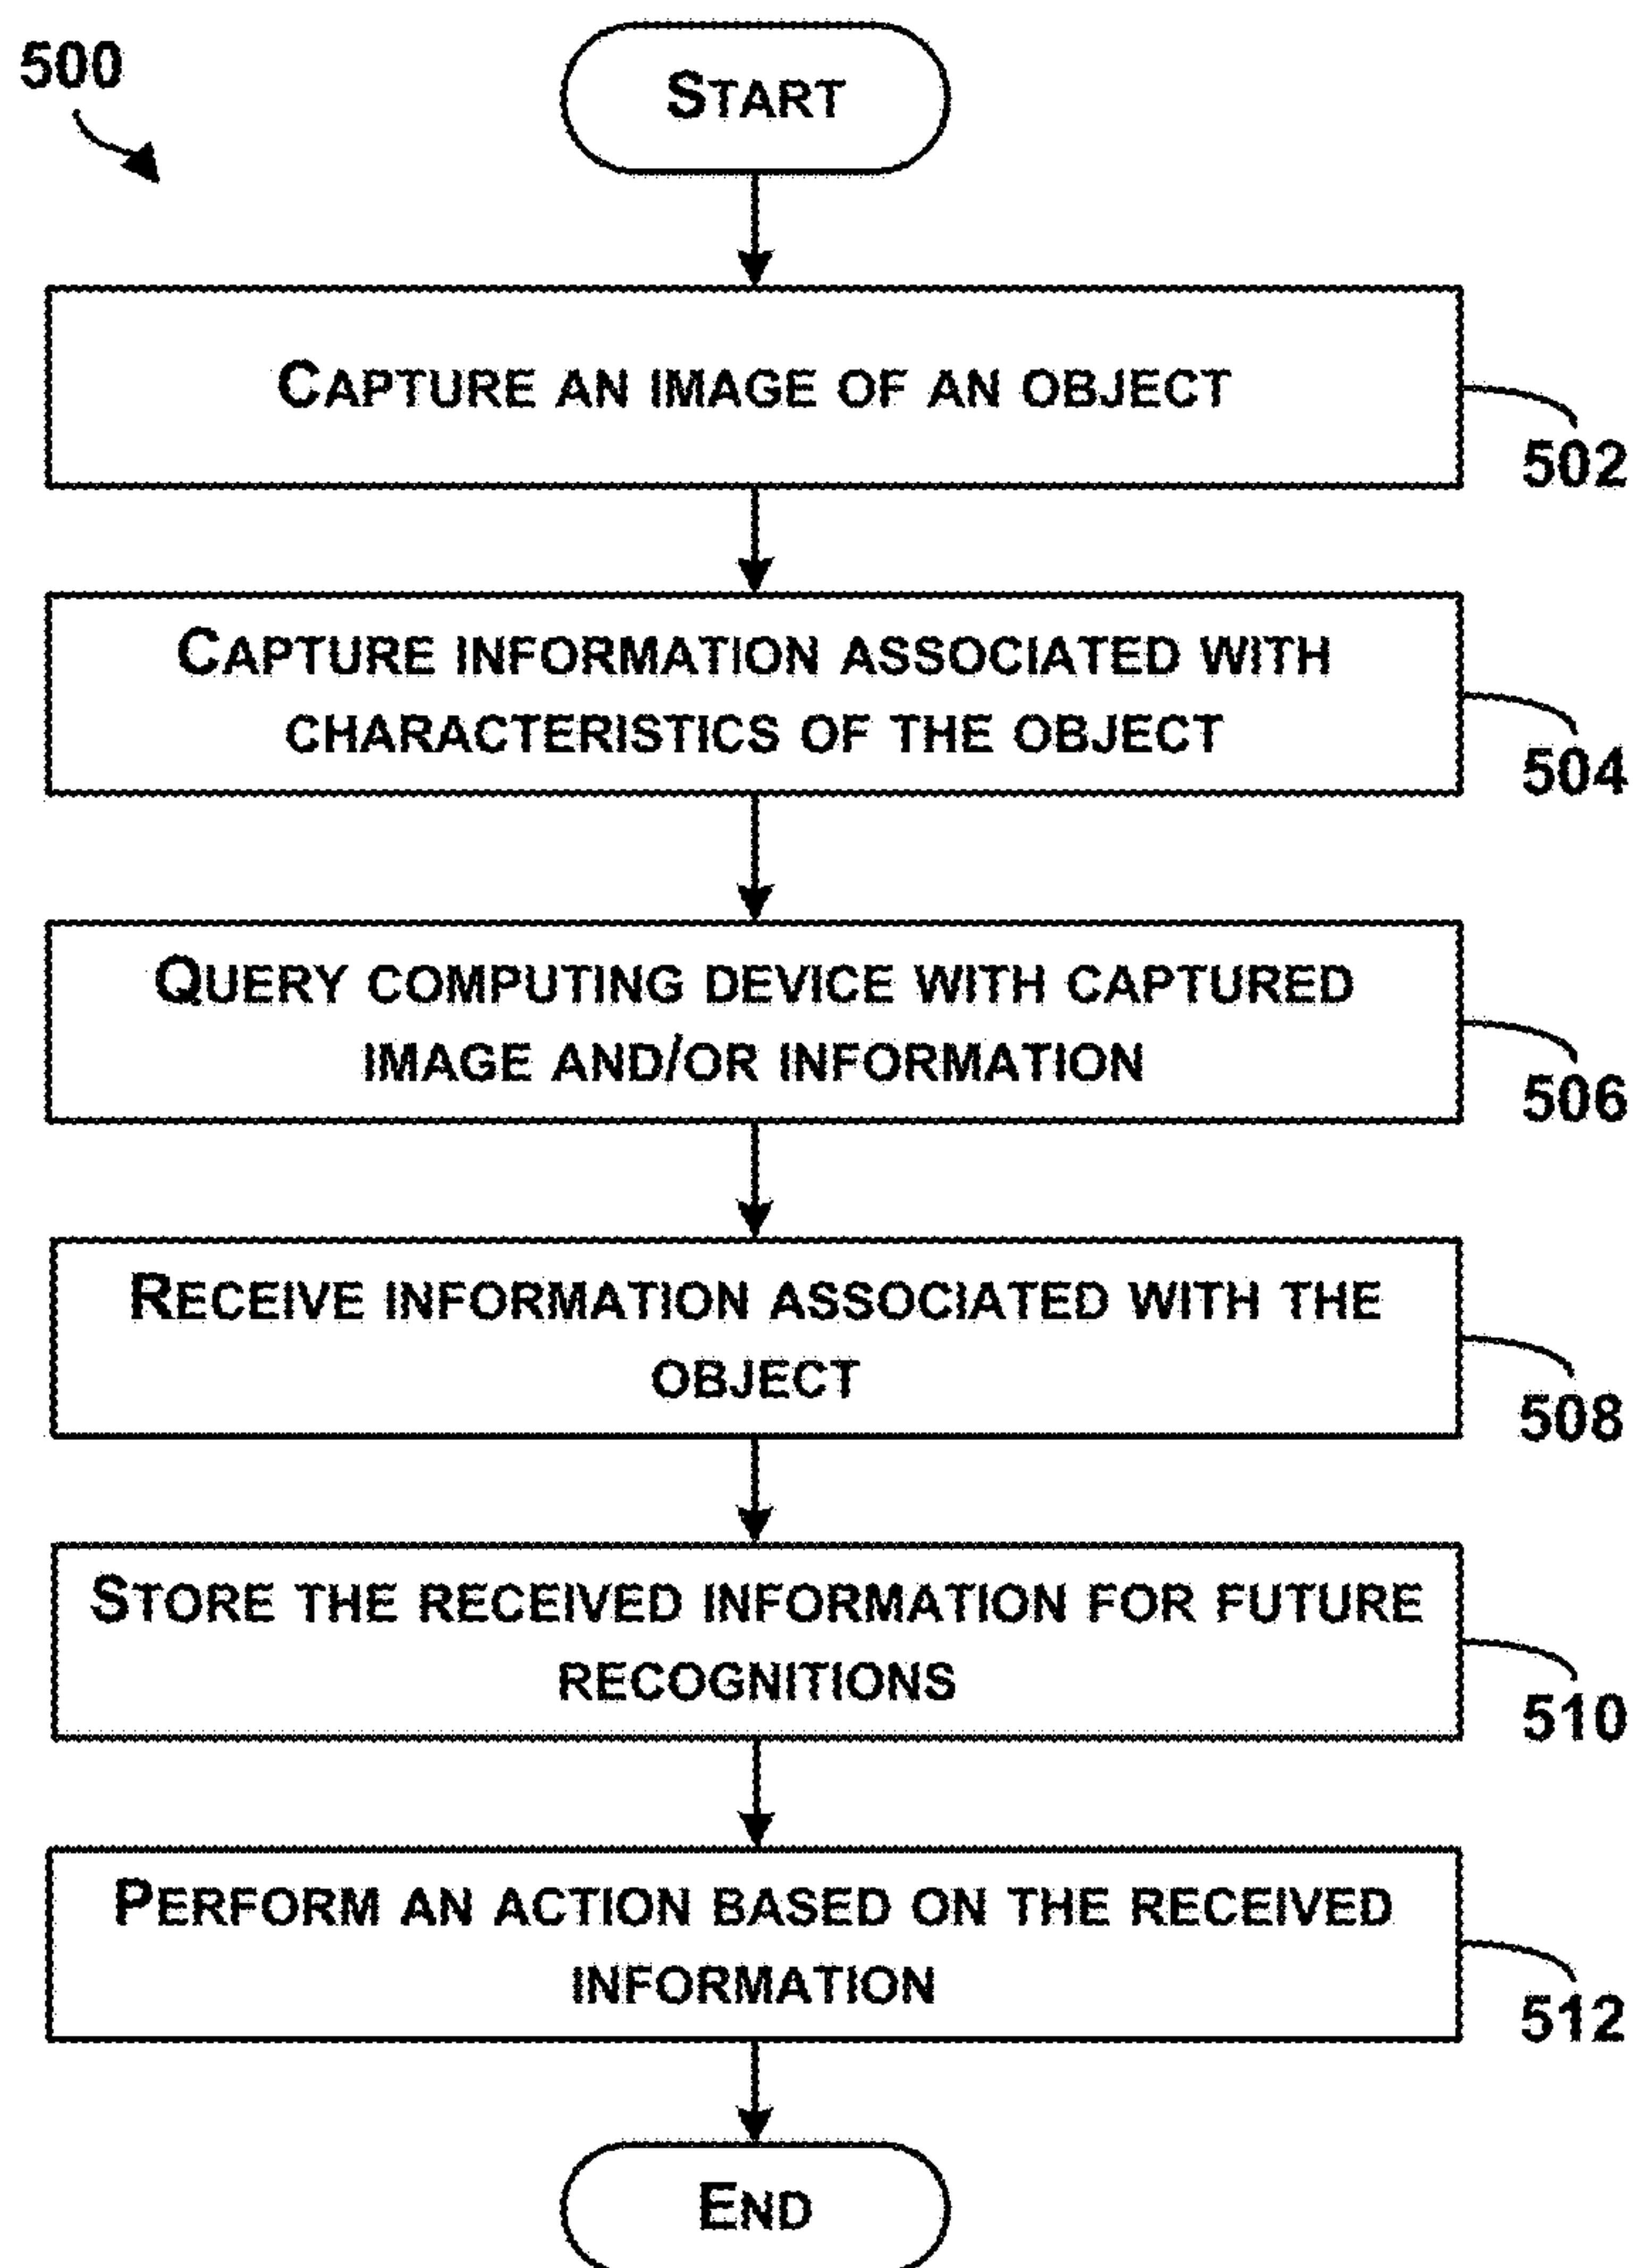 500
START
CAPTURE AN IMAGE OF AN OBJECT
502
CAPTURE INFORMATION ASSOCIATED WITH
CHARACTERISTICS OF THE OBJECT
504
QUERY COMPUTING DEVICE WITH CAPTURED
IMAGE AND/OR INFORMATION
506
RECEIVE INFORMATION ASSOCIATED WITH THE
OBJECT
508
STORE THE RECEIVED INFORMATION FOR FUTURE
RECOGNITIONS
510
PERFORM AN ACTION BASED ON THE RECEIVED
INFORMATION
512
END